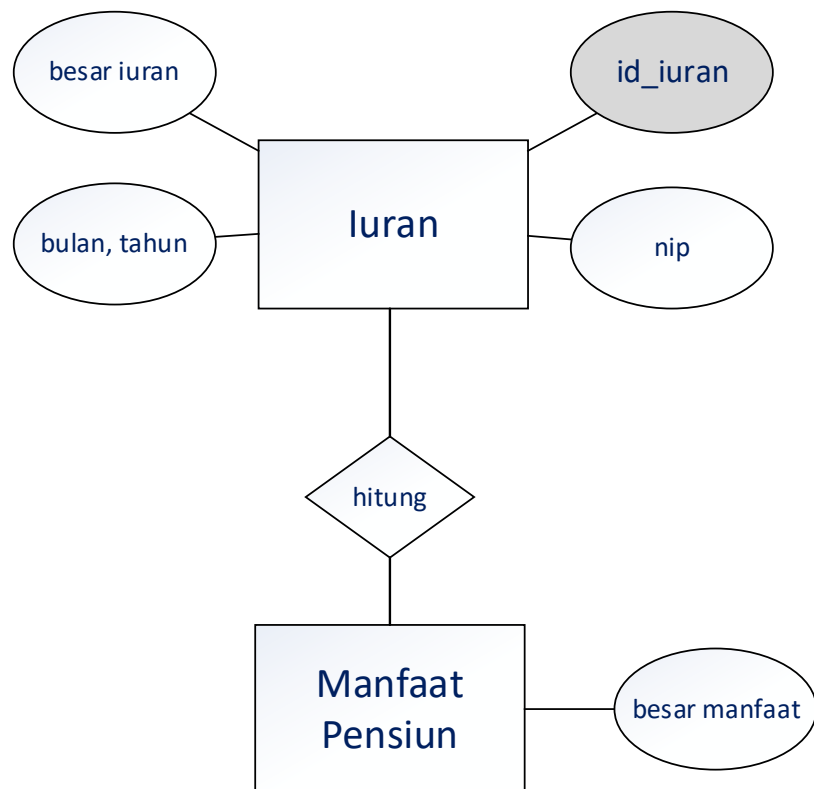 besar iuran
id_iuran
Iuran
bulan, tahun
nip
hitung
Manfaat
Pensiun
besar manfaat